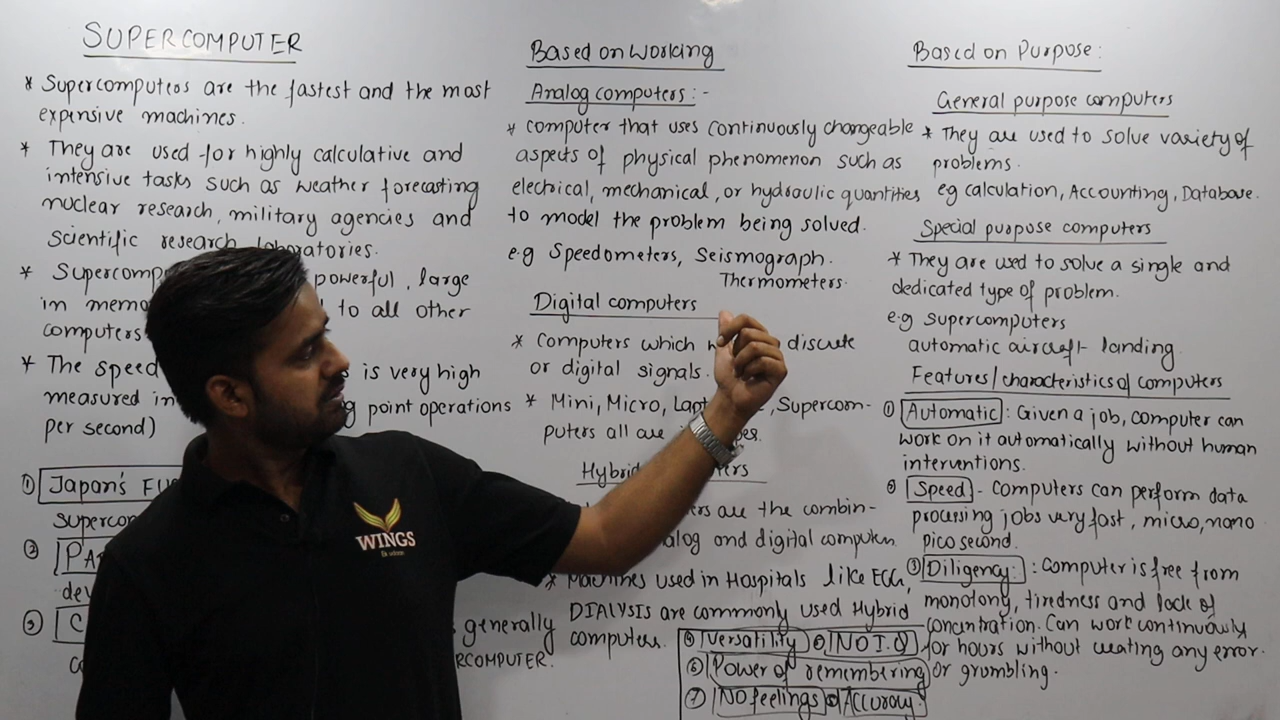 SUPERCOMPUTER
* Supercomputers are the fastest and the most
expensive machines.
* They are used for highly calculative and
intensive tasks such as weather forecasting
nuclear research, military agencies and
Scientific research laboratories.
* powerful, large
in to all other
computers
* The speed is very high
measured in point operations
per second)
① Japan's
②
③
generally
Based on Working
Analog computers:-
* computer that uses continuously changeable
aspects of physical phenomenon such as
electrical, mechanical, or hydraulic quantities
to model the problem being solved.
e.g Speedometers, Seismograph.
Thermometers.
Digital computers
* Computers which discrete
or digital signals.
* Mini, Micro, Supercom-
puters all are
Hybrid
are the combin-
and digital computer.
* Machines used in Hospitals like ECG,
DIALYSIS are commonly used Hybrid
computers.
Based on Purpose:
General purpose computers
* They are used to solve variety of
problems.
eg calculation, Accounting, Database.
Special purpose computers
* They are used to solve a single and
dedicated type of problem.
e.g Supercomputers
automatic aircraft landing.
Features/characteristics of computers
① Automatic: Given a job, computer can
work on it automatically without human
interventions.
② Speed - Computers can perform data
processing jobs very fast, micro, nano
pico second.
③ Diligency: : Computer is free from
monotony, tiredness and lack of
concentration. Can work continuously
for hours without creating any error.
or grumbling.
Versatility NO I.Q
⑥ Power of remembering
⑦ No feelings Accuracy.
WINGS